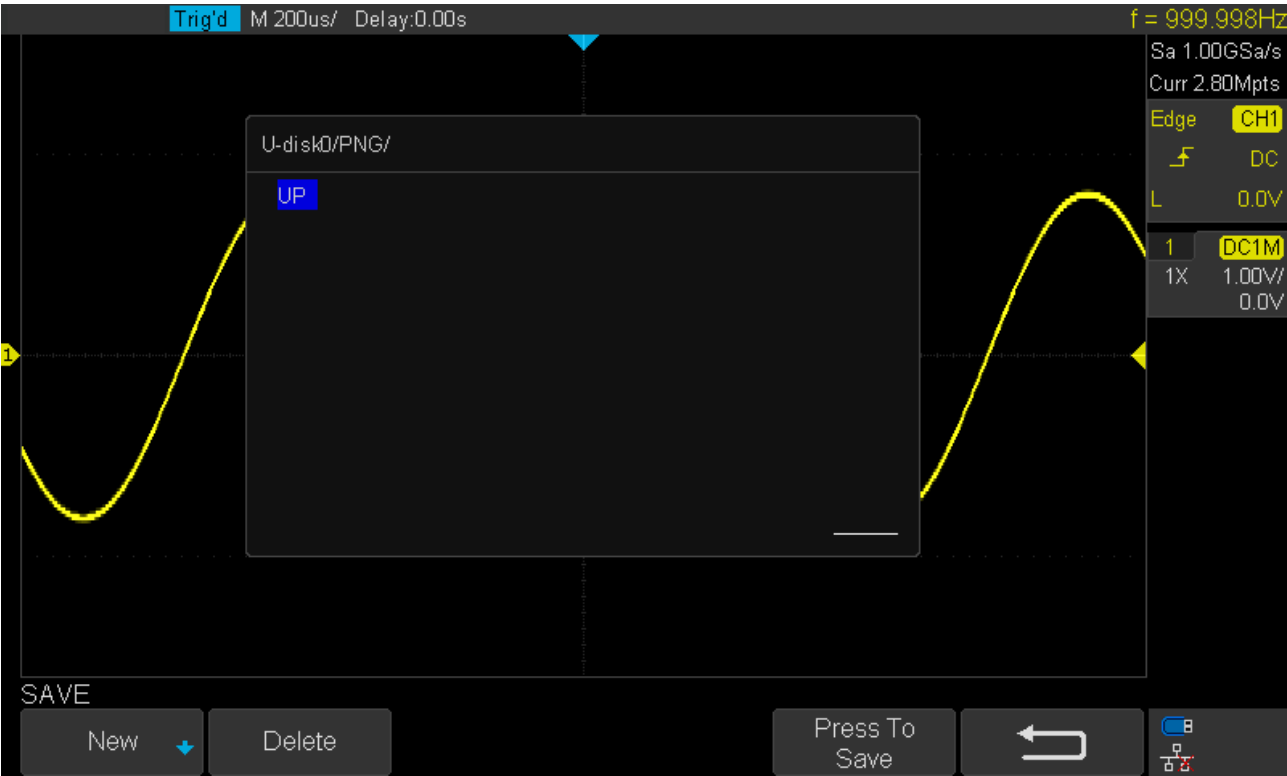 Trig'd M 200us/ Delay:0.00s f = 999.998Hz
Sa 1.00GSa/s
Curr 2.80Mpts
Edge CH1
DC
L 0.0V
1 DC1M
1X 1.00V/
0.0V
U-disk0/PNG/
UP
1
SAVE
New Delete
Press To
Save